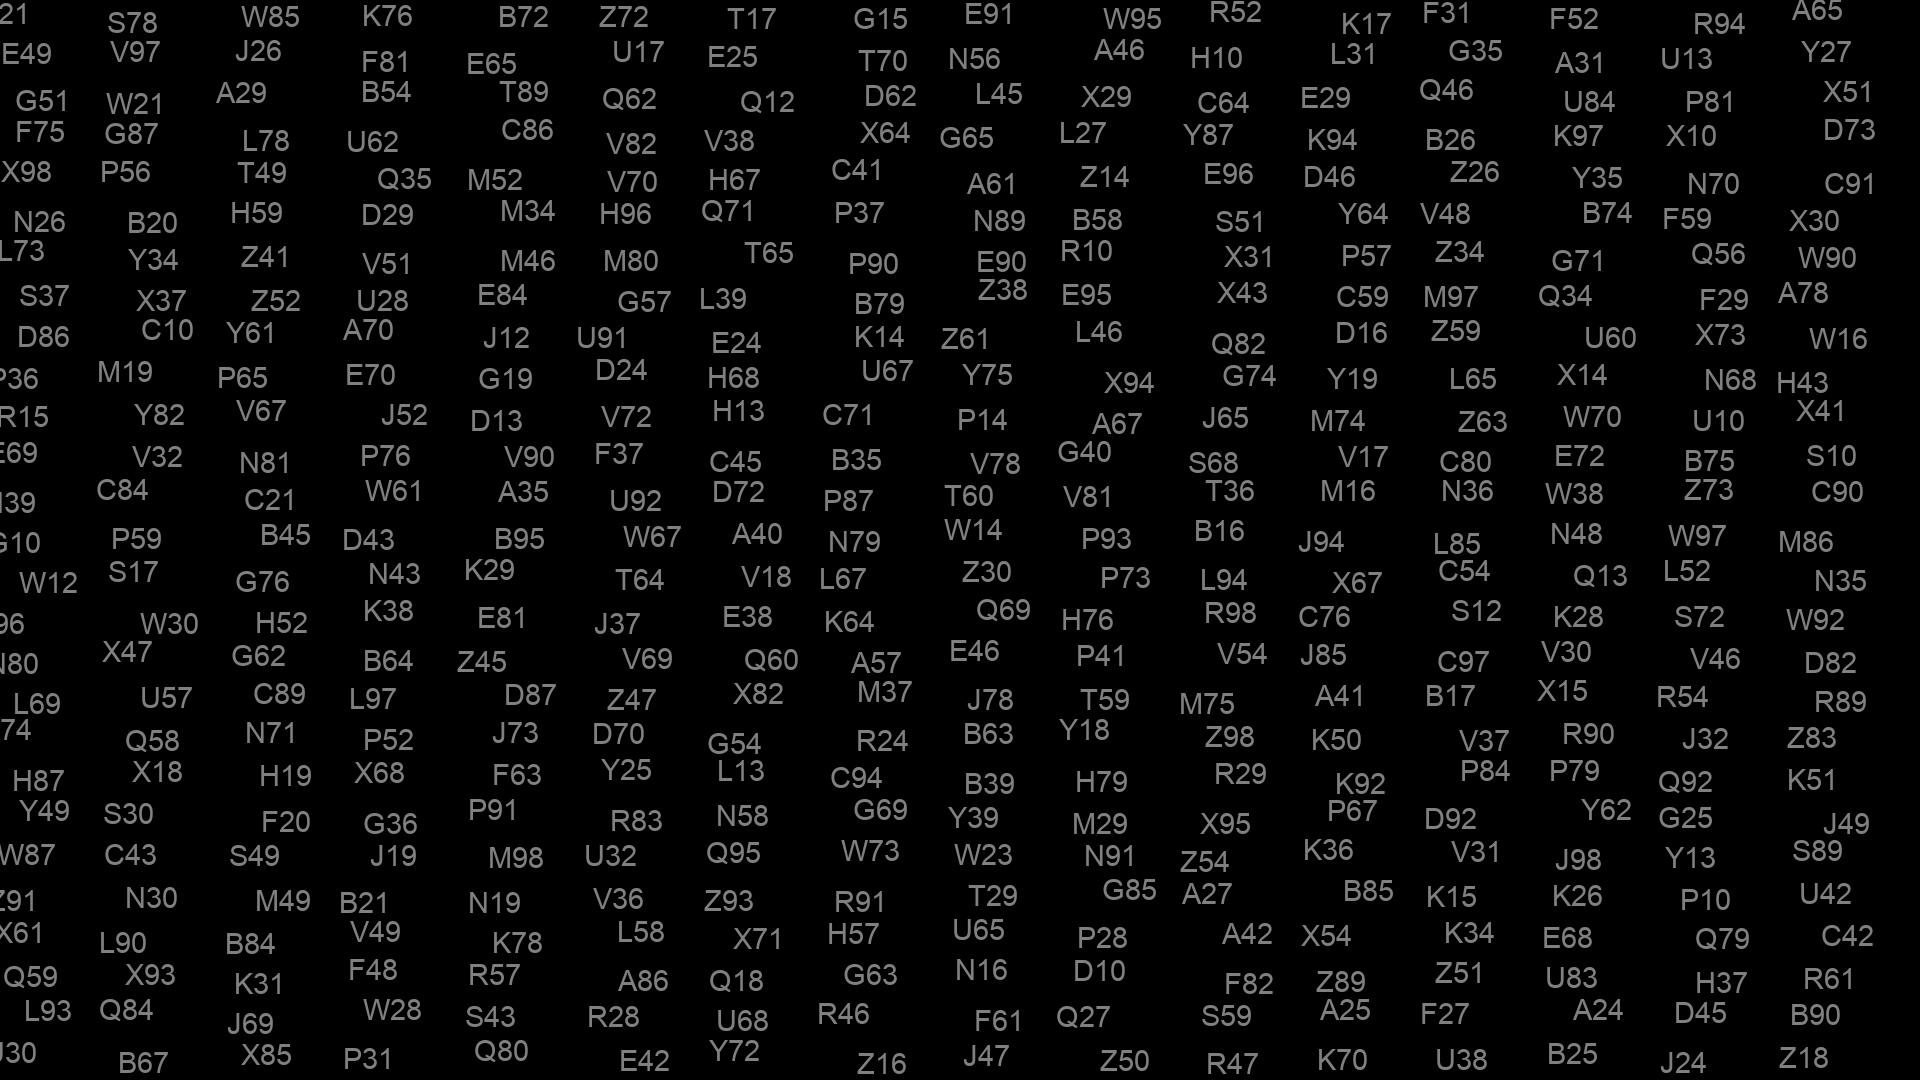 21 S78 W85 K76 B72 Z72 T17 G15 E91 W95 R52 K17 F31 F52 R94 A65
E49 V97 J26 F81 E65 U17 E25 T70 N56 A46 H10 L31 G35 A31 U13 Y27
G51 W21 A29 B54 T89 Q62 Q12 D62 L45 X29 C64 E29 Q46 U84 P81 X51
F75 G87 L78 U62 C86 V82 V38 X64 G65 L27 Y87 K94 B26 K97 X10 D73
X98 P56 T49 Q35 M52 V70 H67 C41 A61 Z14 E96 D46 Z26 Y35 N70 C91
N26 B20 H59 D29 M34 H96 Q71 P37 N89 B58 S51 Y64 V48 B74 F59 X30
L73 Y34 Z41 V51 M46 M80 T65 P90 E90 R10 X31 P57 Z34 G71 Q56 W90
S37 X37 Z52 U28 E84 G57 L39 B79 Z38 E95 X43 C59 M97 Q34 F29 A78
D86 C10 Y61 A70 J12 U91 E24 K14 Z61 L46 Q82 D16 Z59 U60 X73 W16
P36 M19 P65 E70 G19 D24 H68 U67 Y75 X94 G74 Y19 L65 X14 N68 H43
R15 Y82 V67 J52 D13 V72 H13 C71 P14 A67 J65 M74 Z63 W70 U10 X41
E69 V32 N81 P76 V90 F37 C45 B35 V78 G40 S68 V17 C80 E72 B75 S10
39 C84 C21 W61 A35 U92 D72 P87 T60 V81 T36 M16 N36 W38 Z73 C90
G10 P59 B45 D43 B95 W67 A40 N79 W14 P93 B16 J94 L85 N48 W97 M86
W12 S17 G76 N43 K29 T64 V18 L67 Z30 P73 L94 X67 C54 Q13 L52 N35
96 W30 H52 K38 E81 J37 E38 K64 Q69 H76 R98 C76 S12 K28 S72 W92
N80 X47 G62 B64 Z45 V69 Q60 A57 E46 P41 V54 J85 C97 V30 V46 D82
L69 U57 C89 L97 D87 Z47 X82 M37 J78 T59 M75 A41 B17 X15 R54 R89
74 Q58 N71 P52 J73 D70 G54 R24 B63 Y18 Z98 K50 V37 R90 J32 Z83
H87 X18 H19 X68 F63 Y25 L13 C94 B39 H79 R29 K92 P84 P79 Q92 K51
Y49 S30 F20 G36 P91 R83 N58 G69 Y39 M29 X95 P67 D92 Y62 G25 J49
W87 C43 S49 J19 M98 U32 Q95 W73 W23 N91 Z54 K36 V31 J98 Y13 S89
Z91 N30 M49 B21 N19 V36 Z93 R91 T29 G85 A27 B85 K15 K26 P10 U42
X61 L90 B84 V49 K78 L58 X71 H57 U65 P28 A42 X54 K34 E68 Q79 C42
Q59 X93 K31 F48 R57 A86 Q18 G63 N16 D10 F82 Z89 Z51 U83 H37 R61
L93 Q84 J69 W28 S43 R28 U68 R46 F61 Q27 S59 A25 F27 A24 D45 B90
30 B67 X85 P31 Q80 E42 Y72 Z16 J47 Z50 R47 K70 U38 B25 J24 Z18